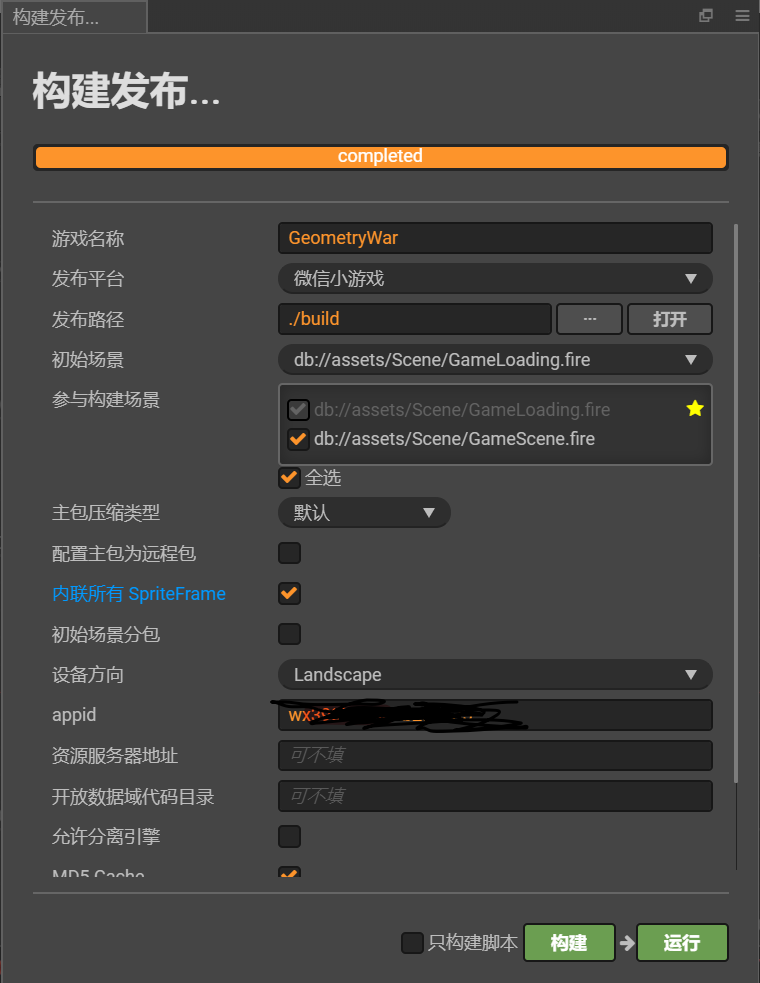 构建发布...
构建发布...
completed
游戏名称 GeometryWar
发布平台 微信小游戏
发布路径 ./build ... 打开
初始场景 db://assets/Scene/GameLoading.fire
参与构建场景 db://assets/Scene/GameLoading.fire
db://assets/Scene/GameScene.fire
全选
主包压缩类型 默认
配置主包为远程包
内联所有 SpriteFrame
初始场景分包
设备方向 Landscape
appid
资源服务器地址 可不填
开放数据域代码目录 可不填
允许分离引擎
MD5 Cache
只构建脚本 构建 运行